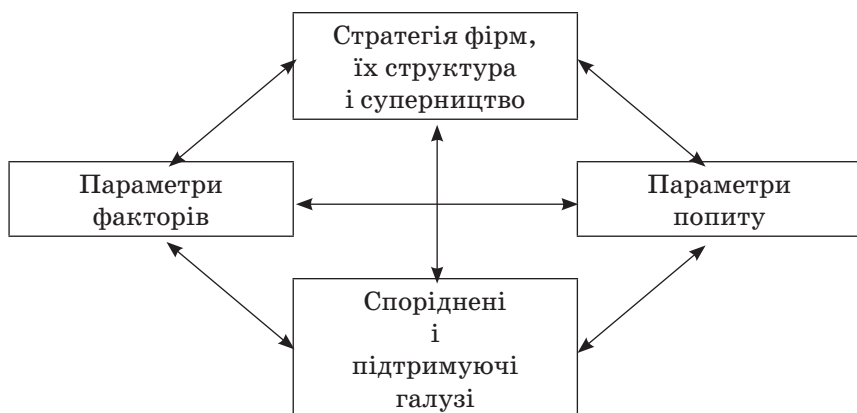 Стратегія фірм,
їх структура
і суперництво
Параметри
факторів
Параметри
попиту
Споріднені
і
підтримуючі
галузі